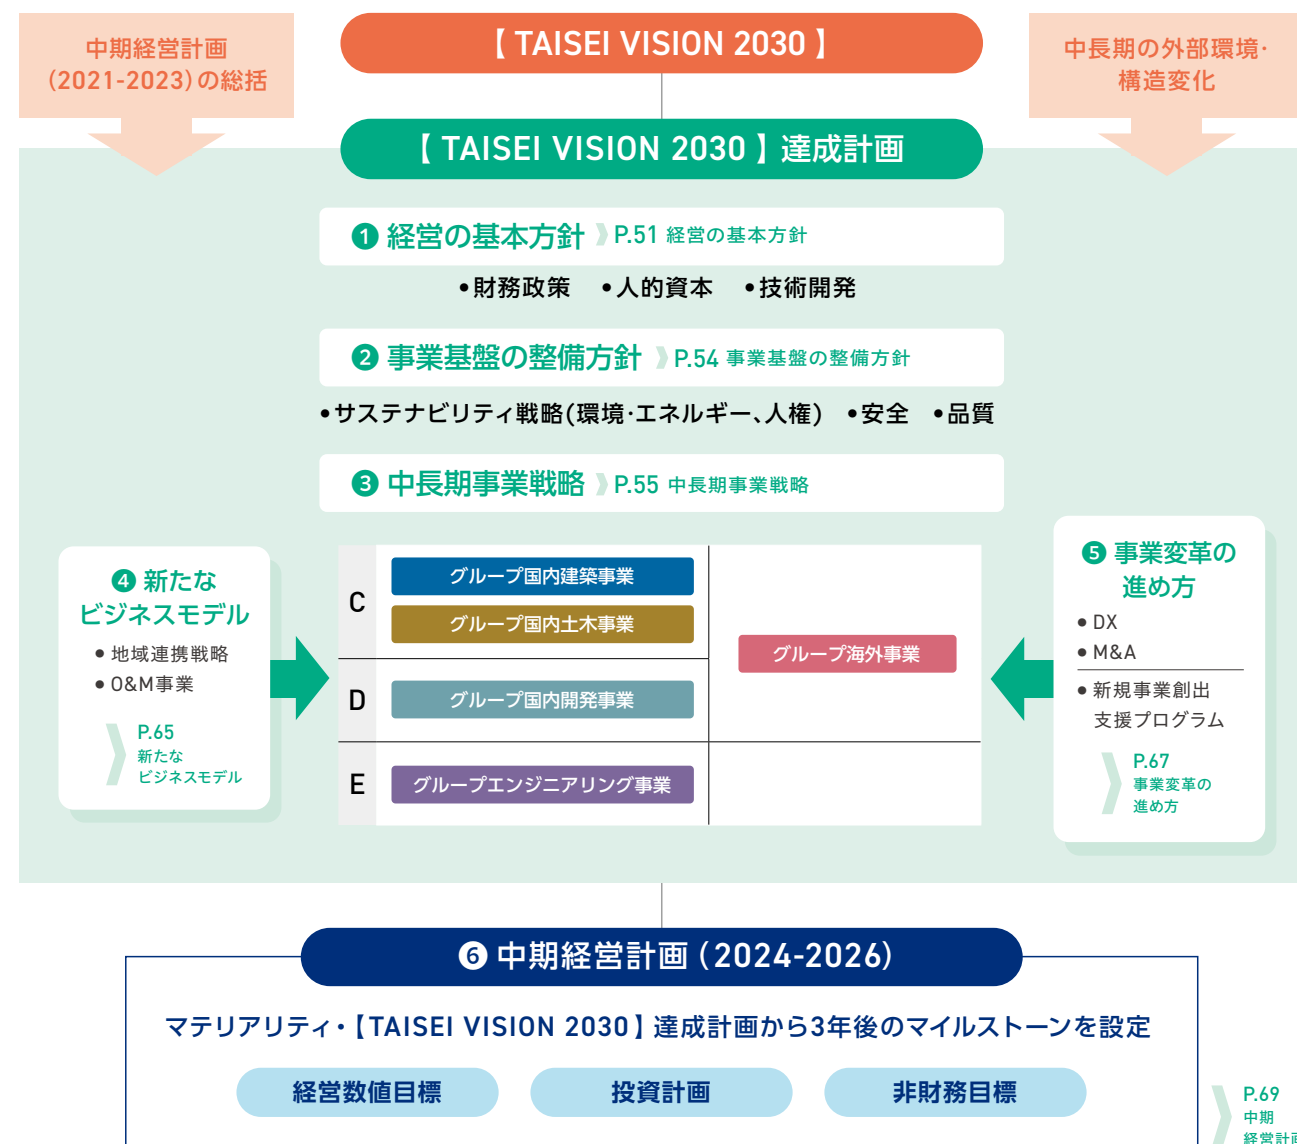 中期経営計画
(2021-2023)の総括
【 TAISEI VISION 2030 】
中長期の外部環境・
構造変化
【 TAISEI VISION 2030 】達成計画
❶ 経営の基本方針 P.51 経営の基本方針
•財務政策 •人的資本 •技術開発
❷ 事業基盤の整備方針 P.54 事業基盤の整備方針
•サステナビリティ戦略(環境・エネルギー、人権) •安全 •品質
❸ 中長期事業戦略 P.55 中長期事業戦略
❹ 新たな
ビジネスモデル
• 地域連携戦略
• O&M事業
P.65
新たな
ビジネスモデル
C
グループ国内建築事業
グループ国内土木事業
D
グループ国内開発事業
E
グループエンジニアリング事業
グループ海外事業
❺ 事業変革の
進め方
• DX
• M&A
• 新規事業創出
支援プログラム
P.67
事業変革の
進め方
❻ 中期経営計画(2024-2026)
マテリアリティ・【TAISEI VISION 2030】達成計画から3年後のマイルストーンを設定
経営数値目標
投資計画
非財務目標
P.69
中期
経営計画